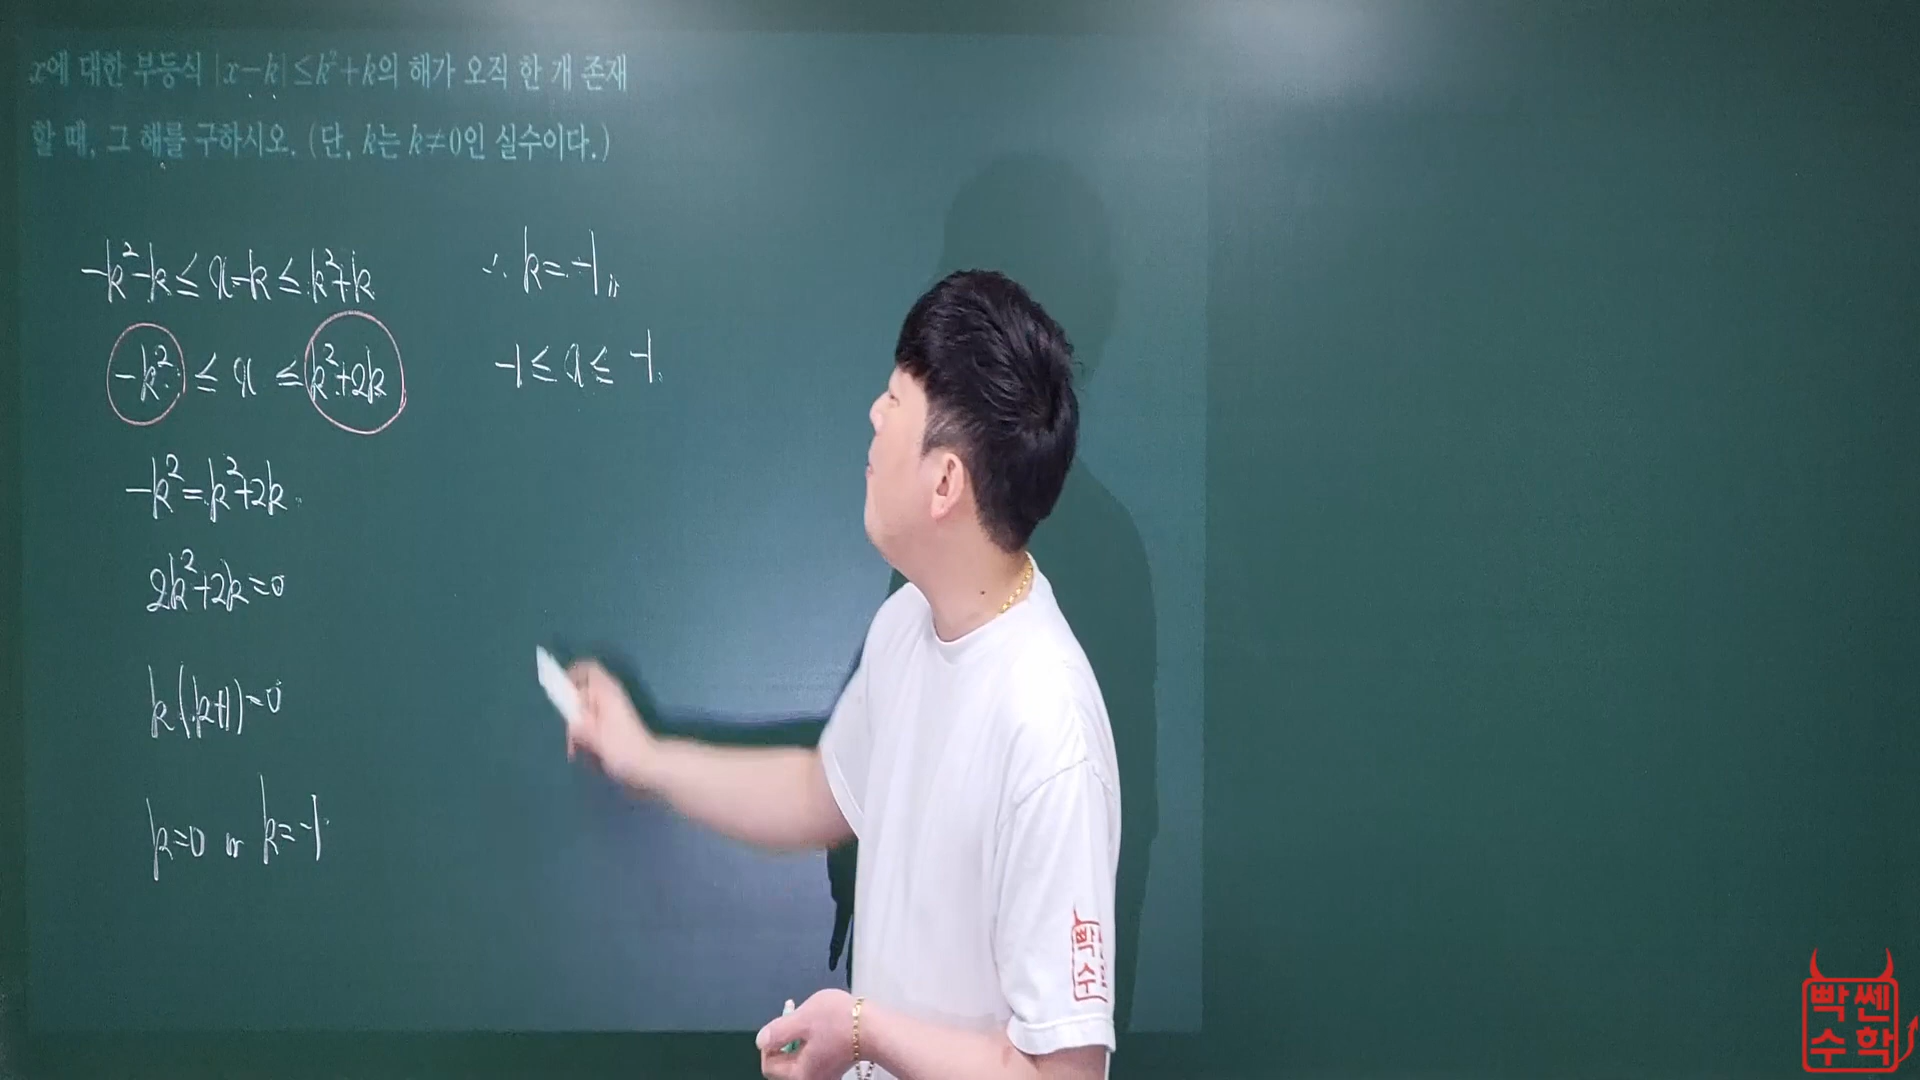 x에 대한 부등식 |x-k|≤k²+k의 해가 오직 한 개 존재
할 때, 그 해를 구하시오. (단, k는 k≠0인 실수이다.)
-k²-k≤x-k≤k²+k
-k² ≤ x ≤ k²+2k
-k²=k²+2k
2k²+2k=0
k(k+1)=0
k=0 or k=-1
∴ k=-1
-1≤x≤-1
빡
수
빡쎈
수학